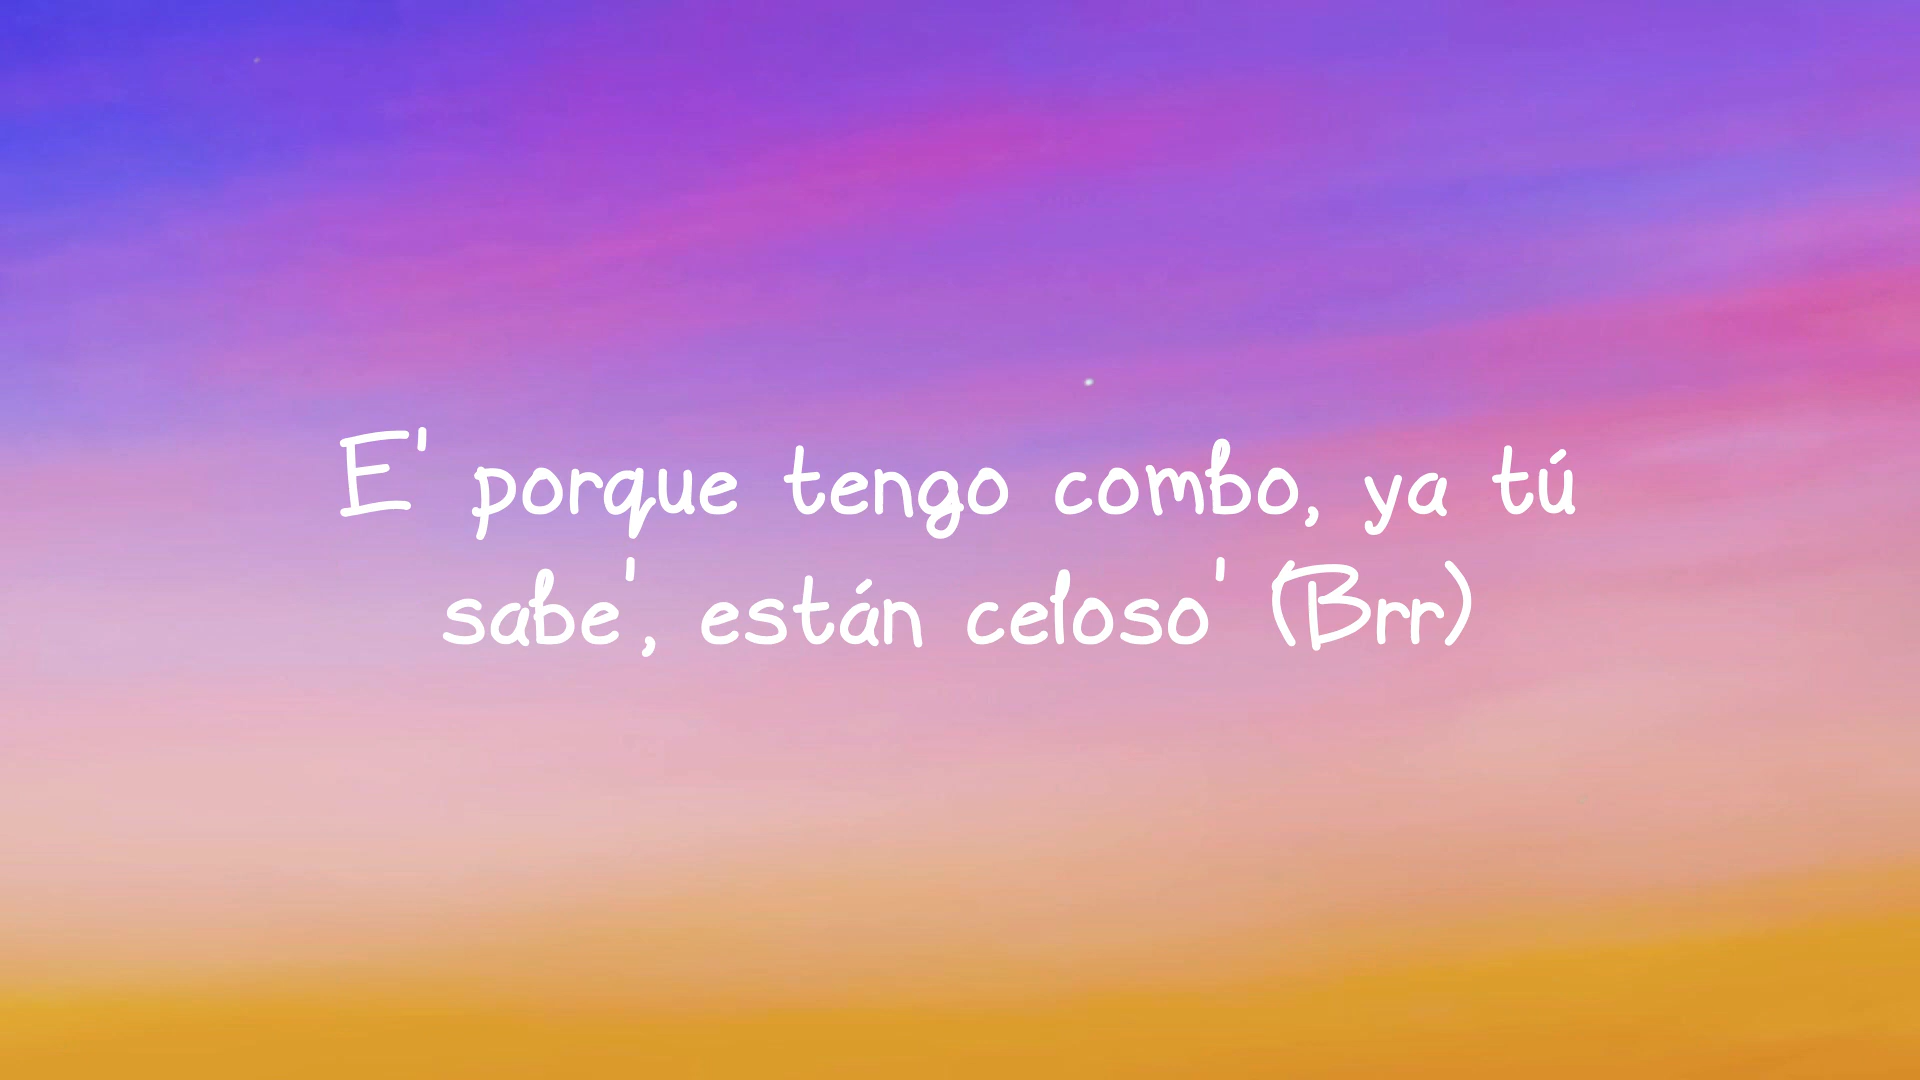 E' porque tengo combo, ya tú
sabe', están celoso' (Brr)